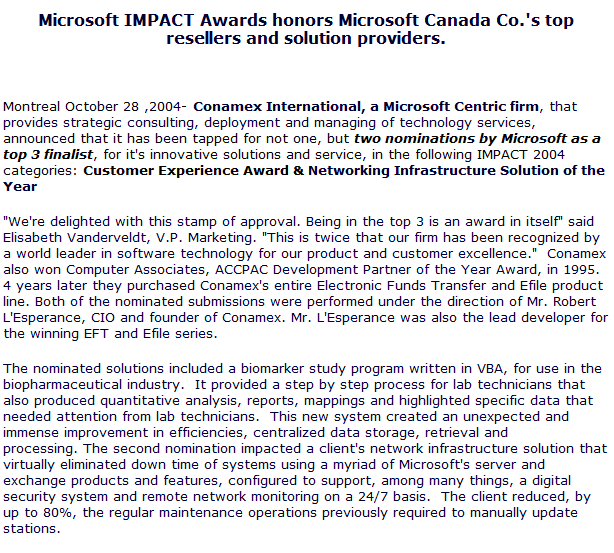 Microsoft IMPACT Awards honors Microsoft Canada Co.'s top
resellers and solution providers.
Montreal October 28 ,2004- Conamex International, a Microsoft Centric firm, that
provides strategic consulting, deployment and managing of technology services,
announced that it has been tapped for not one, but two nominations by Microsoft as a
top 3 finalist, for it's innovative solutions and service, in the following IMPACT 2004
categories: Customer Experience Award & Networking Infrastructure Solution of the
Year
"We're delighted with this stamp of approval. Being in the top 3 is an award in itself" said
Elisabeth Vanderveldt, V.P. Marketing. "This is twice that our firm has been recognized by
a world leader in software technology for our product and customer excellence."  Conamex
also won Computer Associates, ACCPAC Development Partner of the Year Award, in 1995.
4 years later they purchased Conamex's entire Electronic Funds Transfer and Efile product
line. Both of the nominated submissions were performed under the direction of Mr. Robert
L'Esperance, CIO and founder of Conamex. Mr. L'Esperance was also the lead developer for
the winning EFT and Efile series.
The nominated solutions included a biomarker study program written in VBA, for use in the
biopharmaceutical industry.  It provided a step by step process for lab technicians that
also produced quantitative analysis, reports, mappings and highlighted specific data that
needed attention from lab technicians.  This new system created an unexpected and
immense improvement in efficiencies, centralized data storage, retrieval and
processing. The second nomination impacted a client's network infrastructure solution that
virtually eliminated down time of systems using a myriad of Microsoft's server and
exchange products and features, configured to support, among many things, a digital
security system and remote network monitoring on a 24/7 basis.  The client reduced, by
up to 80%, the regular maintenance operations previously required to manually update
stations.